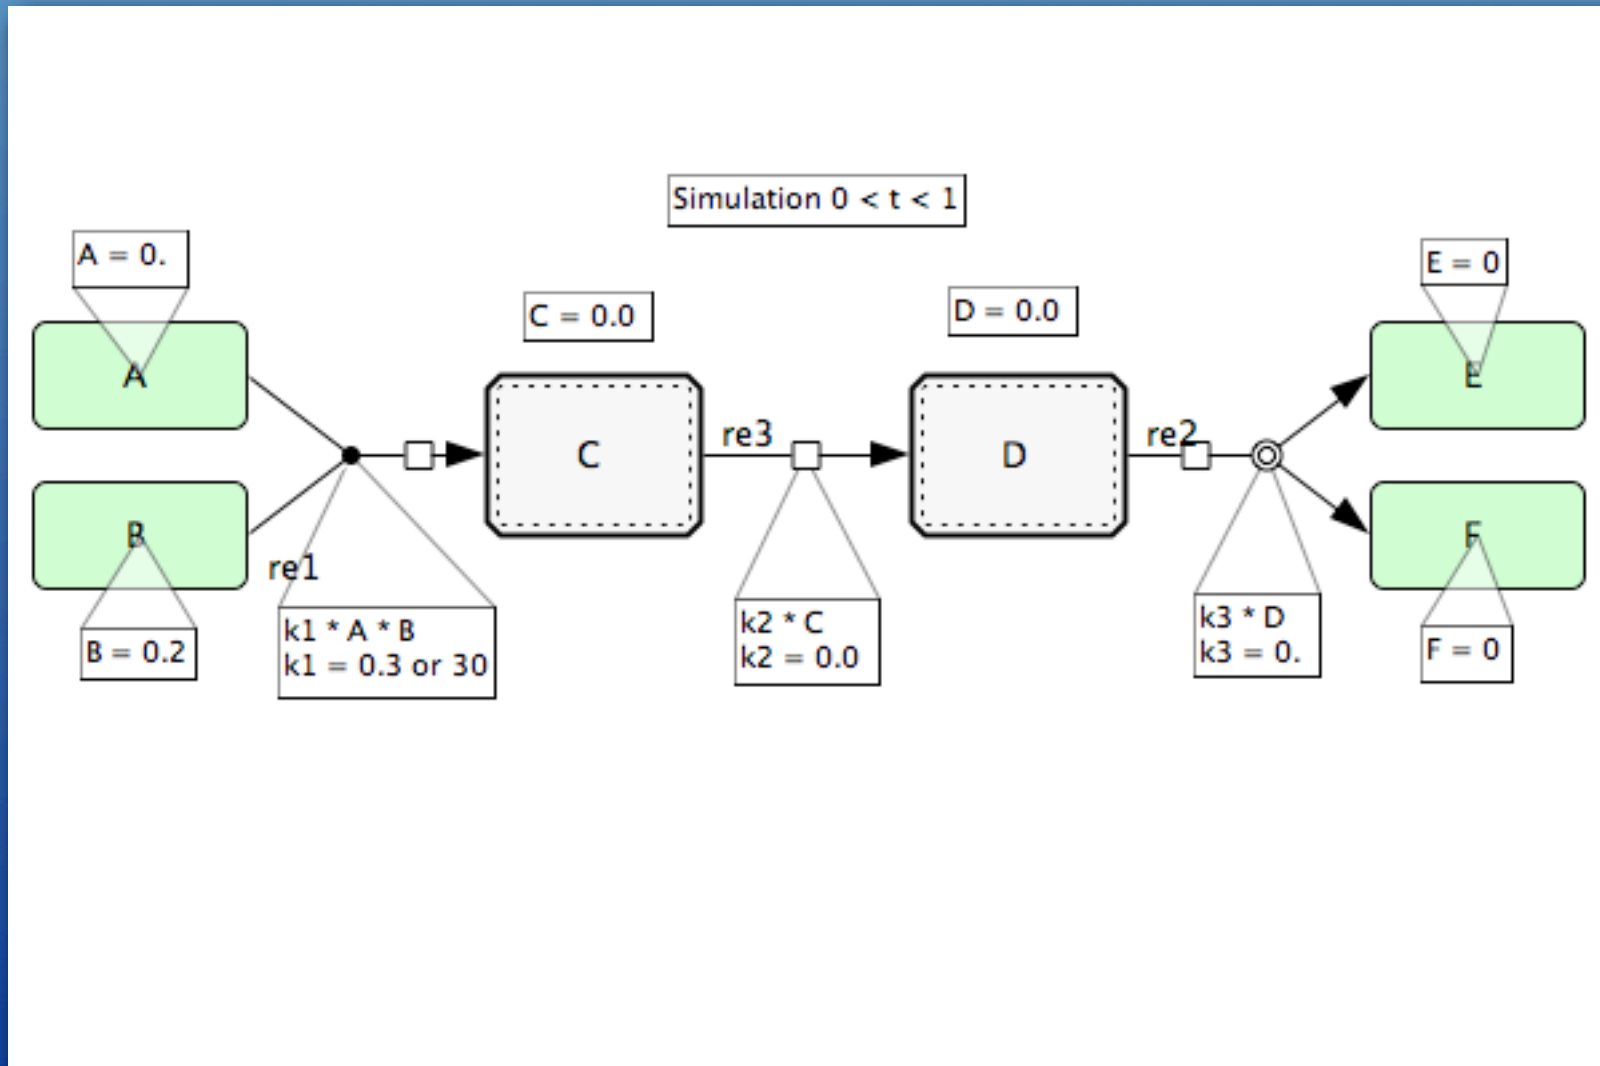 Simulation 0 < t < 1
A = 0.
E = 0
C = 0.0
D = 0.0
A
E
re3
re2
C
D
B
F
re1
B = 0.2
k1 * A * B
k1 = 0.3 or 30
k2 * C
k2 = 0.0
k3 * D
k3 = 0.
F = 0